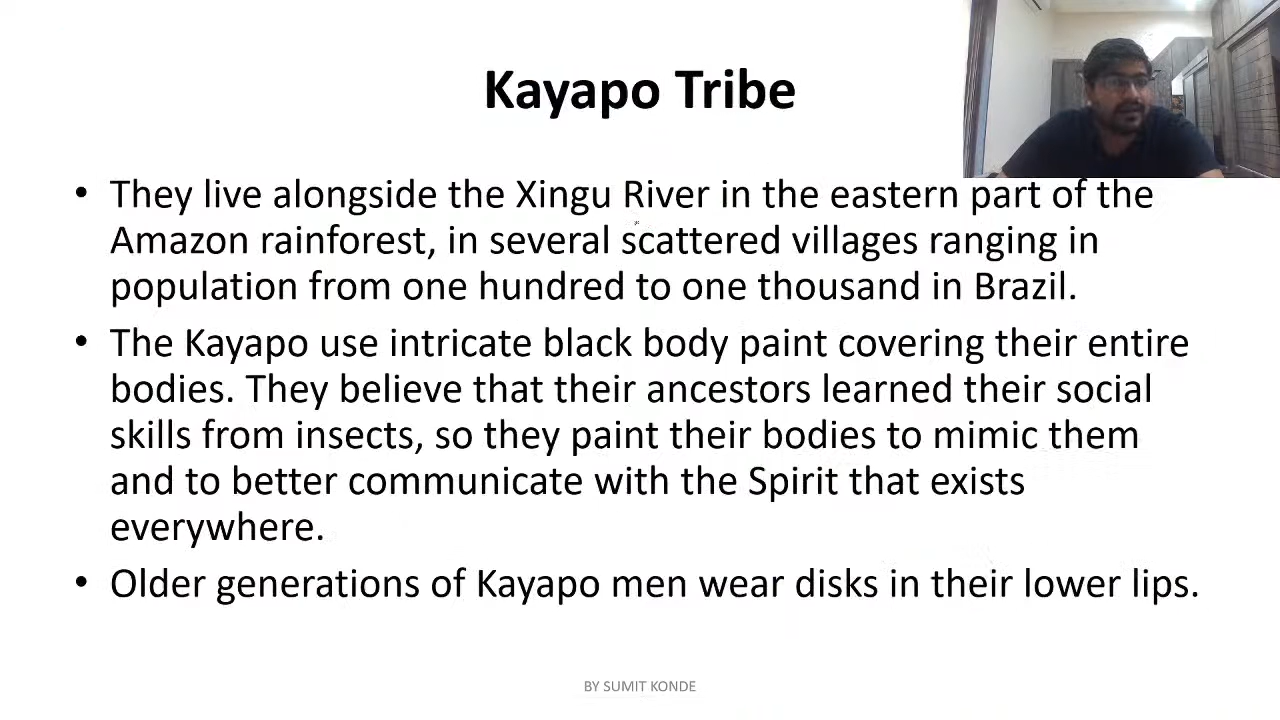 Kayapo Tribe
• They live alongside the Xingu River in the eastern part of the
Amazon rainforest, in several scattered villages ranging in
population from one hundred to one thousand in Brazil.
• The Kayapo use intricate black body paint covering their entire
bodies. They believe that their ancestors learned their social
skills from insects, so they paint their bodies to mimic them
and to better communicate with the Spirit that exists
everywhere.
• Older generations of Kayapo men wear disks in their lower lips.
BY SUMIT KONDE